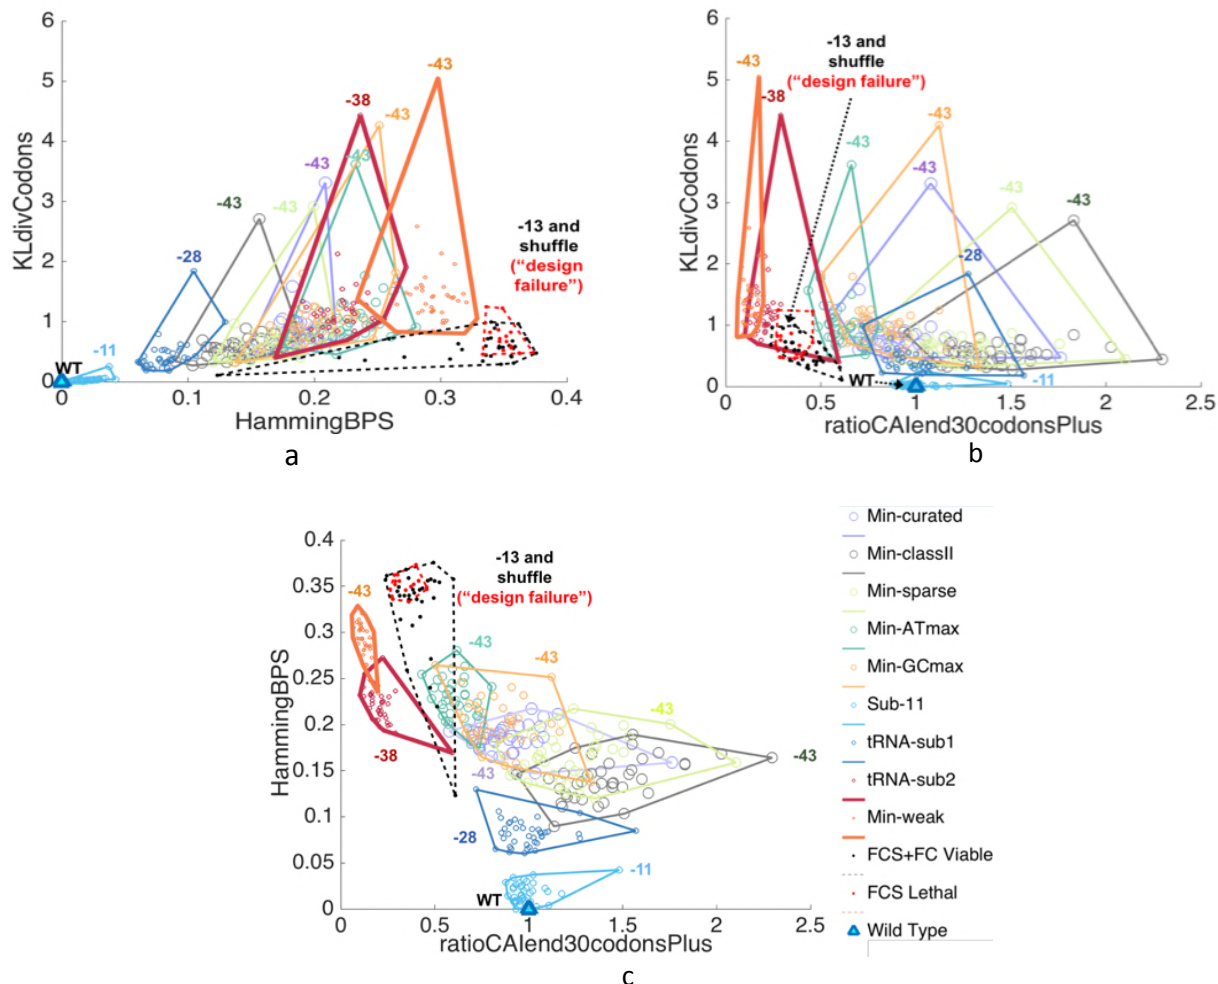 6
5
4
3
2
1
0
KLdivCodons
0
0.1
0.2
0.3
0.4
HammingBPS
WT
-11
-28
-43
-43
-43
-38
-43
-43
-43
-13 and
shuffle
("design
failure")
a
6
5
4
3
2
1
0
KLdivCodons
0
0.5
1
1.5
2
2.5
ratioCAIend30codonsPlus
-43
-38
-13 and
shuffle
("design failure")
-43
-43
-43
-43
-28
-43
WT
-11
b
0.4
0.35
0.3
0.25
0.2
0.15
0.1
0.05
0
HammingBPS
0
0.5
1
1.5
2
2.5
ratioCAIend30codonsPlus
-43
-13 and
shuffle
("design failure")
-43
-43
-43
-38
-43
-43
-28
-11
WT
c
Min-curated
Min-classII
Min-sparse
Min-ATmax
Min-GCmax
Sub-11
tRNA-sub1
tRNA-sub2
Min-weak
FCS+FC Viable
FCS Lethal
Wild Type